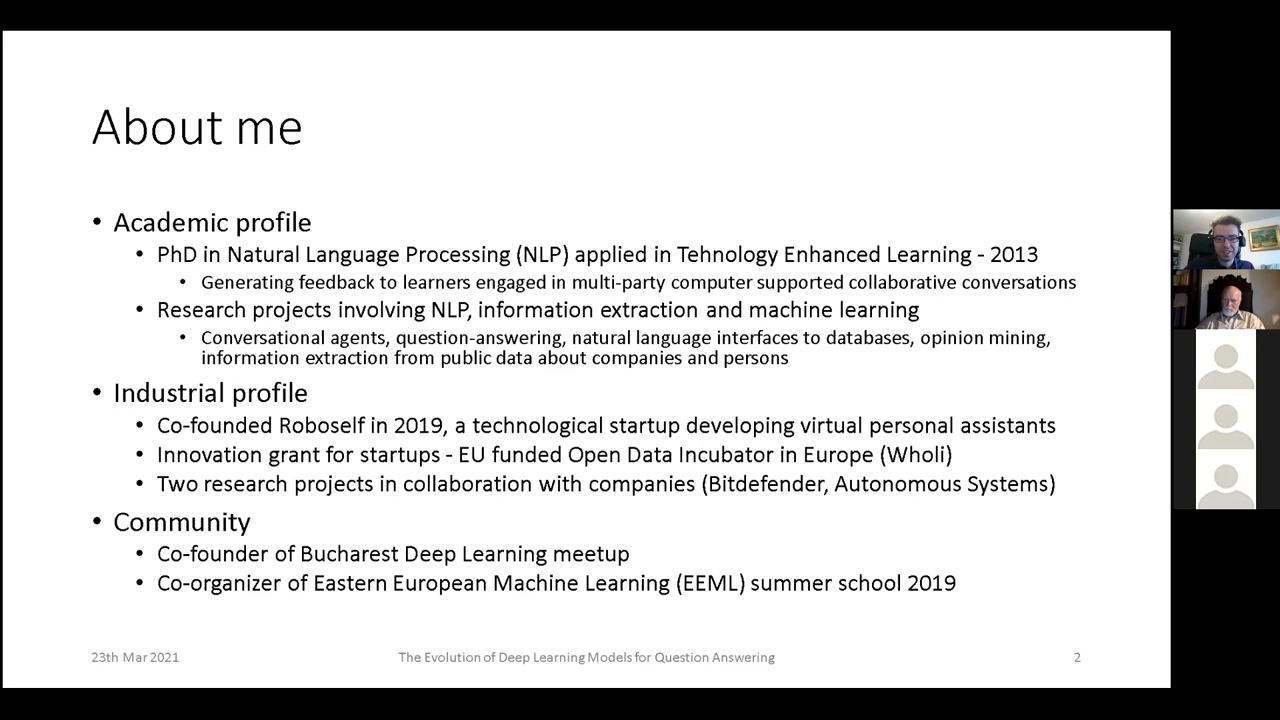 About me
• Academic profile
• PhD in Natural Language Processing (NLP) applied in Tehnology Enhanced Learning - 2013
• Generating feedback to learners engaged in multi-party computer supported collaborative conversations
• Research projects involving NLP, information extraction and machine learning
• Conversational agents, question-answering, natural language interfaces to databases, opinion mining,
information extraction from public data about companies and persons
• Industrial profile
• Co-founded Roboself in 2019, a technological startup developing virtual personal assistants
• Innovation grant for startups - EU funded Open Data Incubator in Europe (Wholi)
• Two research projects in collaboration with companies (Bitdefender, Autonomous Systems)
• Community
• Co-founder of Bucharest Deep Learning meetup
• Co-organizer of Eastern European Machine Learning (EEML) summer school 2019
23th Mar 2021
The Evolution of Deep Learning Models for Question Answering
2